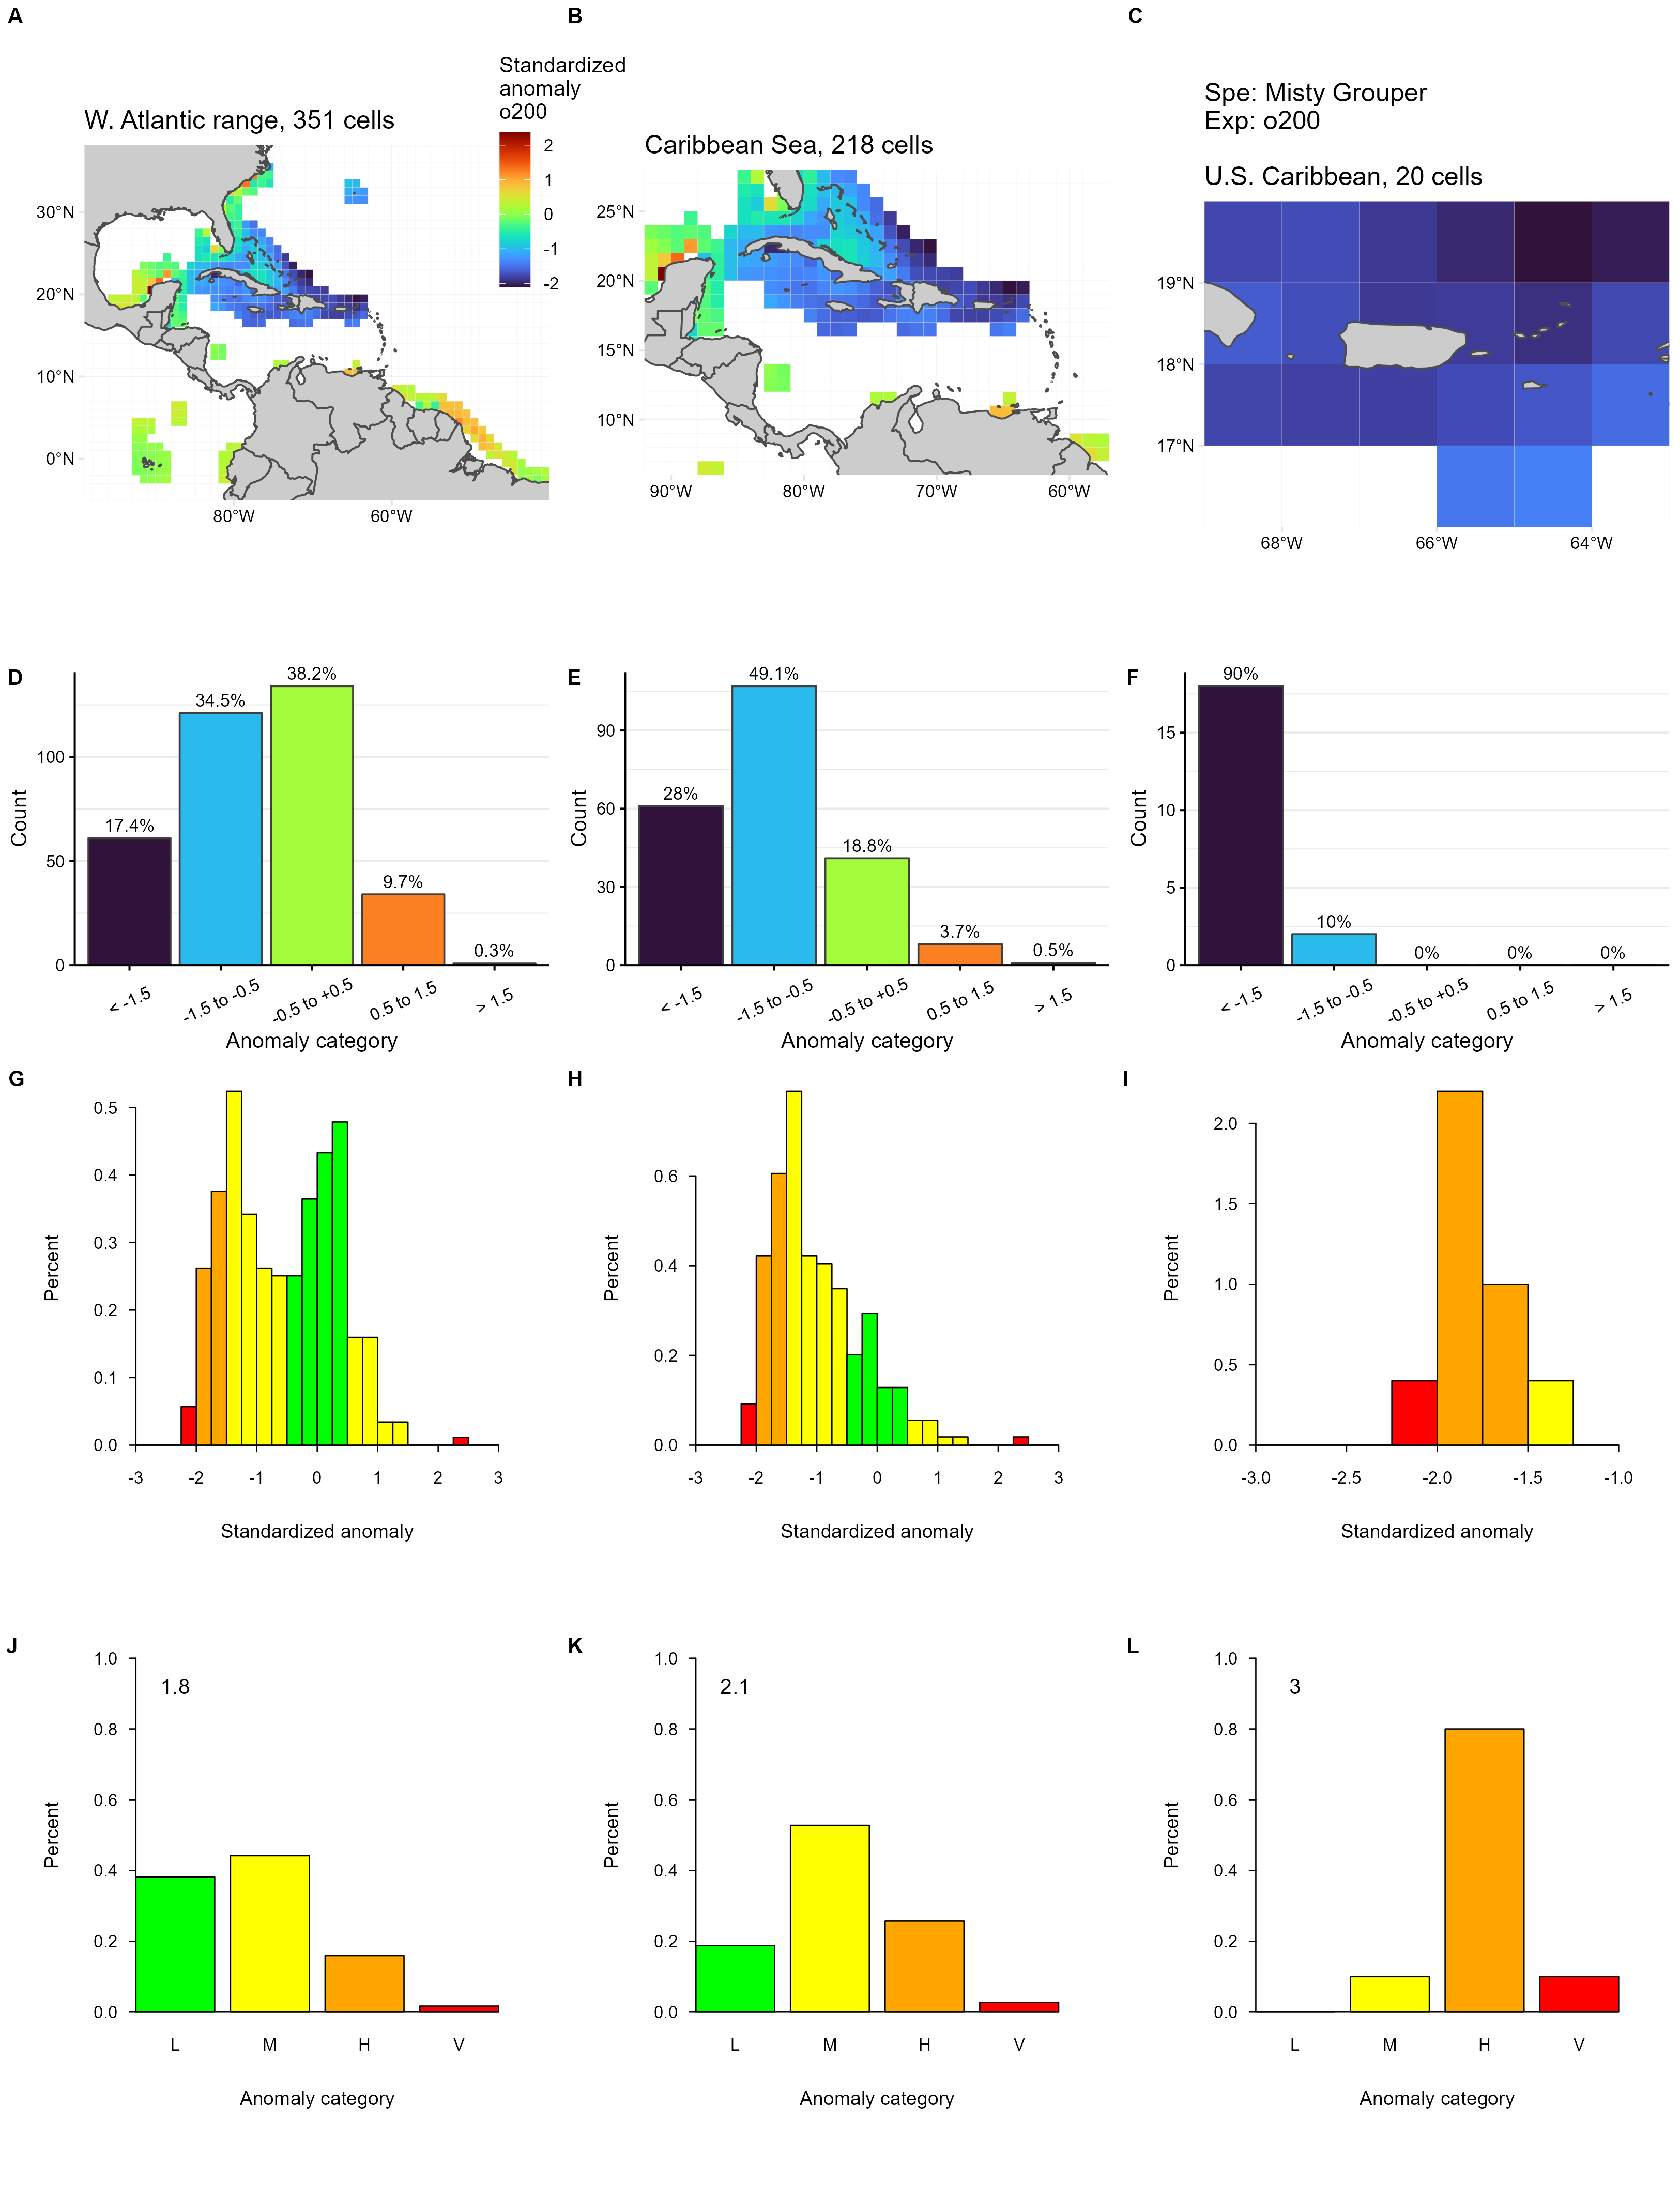 A
B
C
Standardized
anomaly
o200
2
1
0
-1
-2
W. Atlantic range, 351 cells
30°N
20°N
10°N
0°N
80°W
60°W
Caribbean Sea, 218 cells
25°N
20°N
15°N
10°N
90°W
80°W
70°W
60°W
Spe: Misty Grouper
Exp: o200
U.S. Caribbean, 20 cells
19°N
18°N
17°N
68°W
66°W
64°W
D
Count
100
50
0
17.4%
34.5%
38.2%
9.7%
0.3%
< -1.5
-1.5 to -0.5
-0.5 to +0.5
0.5 to 1.5
> 1.5
Anomaly category
E
Count
90
60
30
0
28%
49.1%
18.8%
3.7%
0.5%
< -1.5
-1.5 to -0.5
-0.5 to +0.5
0.5 to 1.5
> 1.5
Anomaly category
F
Count
15
10
5
0
90%
10%
0%
0%
0%
< -1.5
-1.5 to -0.5
-0.5 to +0.5
0.5 to 1.5
> 1.5
Anomaly category
G
Percent
0.5
0.4
0.3
0.2
0.1
0.0
-3
-2
-1
0
1
2
3
Standardized anomaly
H
Percent
0.6
0.4
0.2
0.0
-3
-2
-1
0
1
2
3
Standardized anomaly
I
Percent
2.0
1.5
1.0
0.5
0.0
-3.0
-2.5
-2.0
-1.5
-1.0
Standardized anomaly
J
Percent
1.0
0.8
0.6
0.4
0.2
0.0
1.8
L
M
H
V
Anomaly category
K
Percent
1.0
0.8
0.6
0.4
0.2
0.0
2.1
L
M
H
V
Anomaly category
L
Percent
1.0
0.8
0.6
0.4
0.2
0.0
3
L
M
H
V
Anomaly category